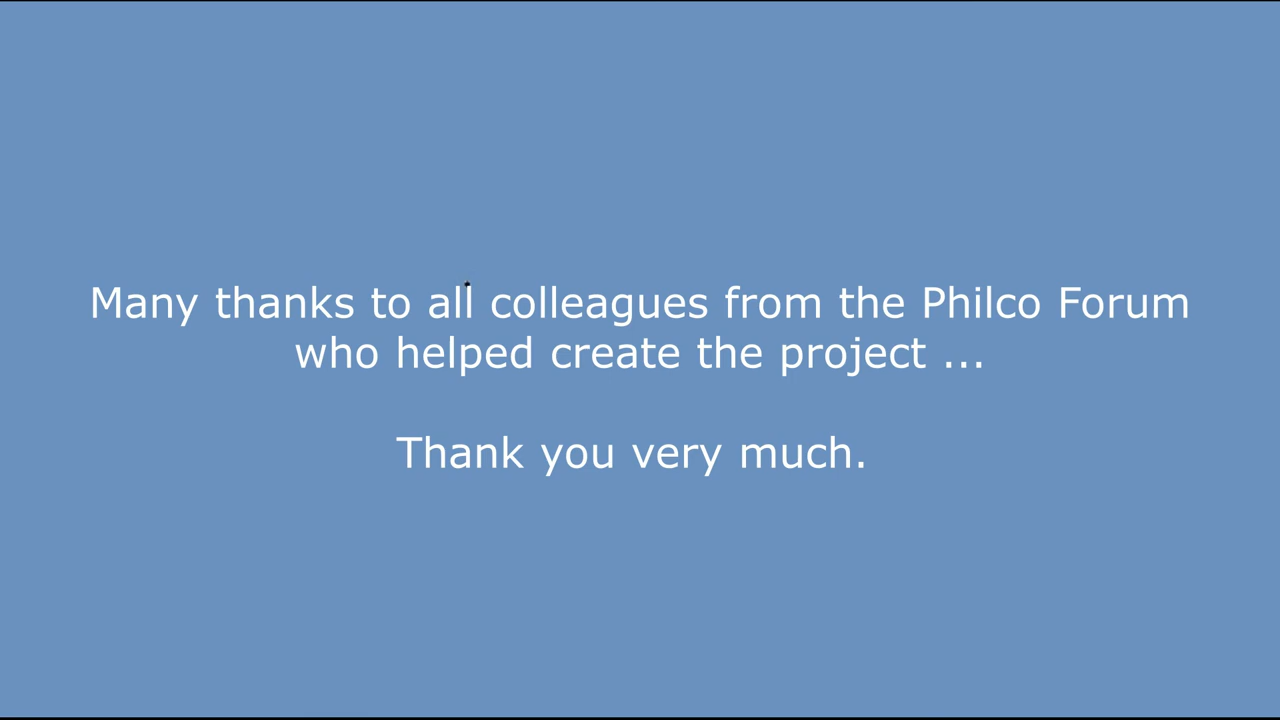 Many thanks to all colleagues from the Philco Forum
who helped create the project ...
Thank you very much.